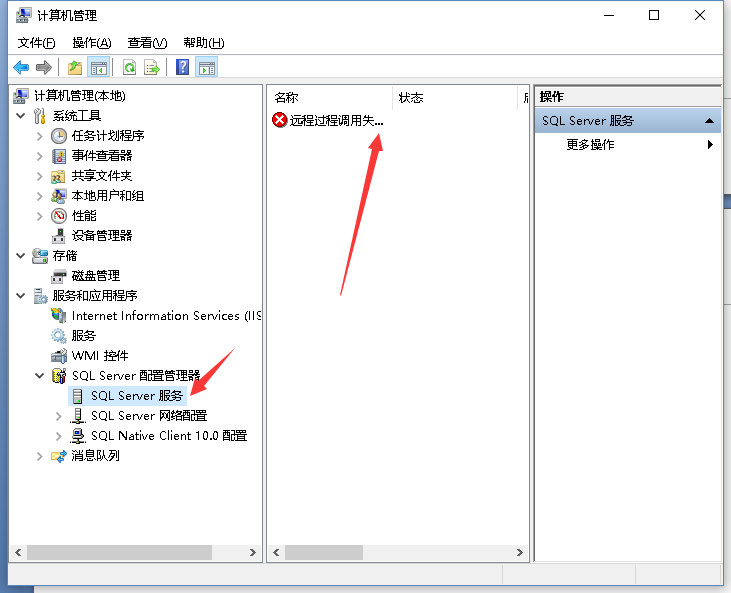 计算机管理
文件(F) 操作(A) 查看(V) 帮助(H)
计算机管理(本地)
系统工具
任务计划程序
事件查看器
共享文件夹
本地用户和组
性能
设备管理器
存储
磁盘管理
服务和应用程序
Internet Information Services (IIS
服务
WMI 控件
SQL Server 配置管理器
SQL Server 服务
SQL Server 网络配置
SQL Native Client 10.0 配置
消息队列
名称 状态
远程过程调用失...
操作
SQL Server 服务
更多操作